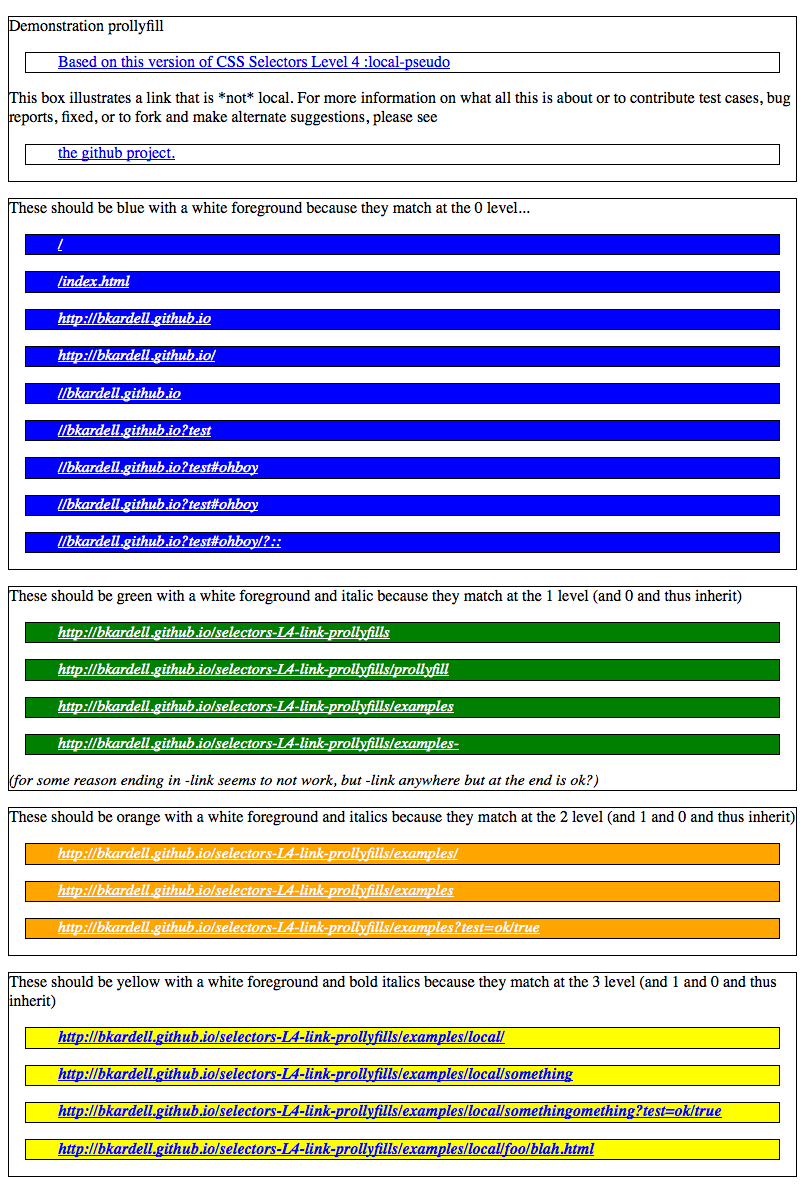 Demonstration prollyfill
Based on this version of CSS Selectors Level 4 :local-pseudo
This box illustrates a link that is *not* local. For more information on what all this is about or to contribute test cases, bug
reports, fixed, or to fork and make alternate suggestions, please see
the github project.
These should be blue with a white foreground because they match at the 0 level...
/
/index.html
http://bkardell.github.io
http://bkardell.github.io/
//bkardell.github.io
//bkardell.github.io?test
//bkardell.github.io?test#ohboy
//bkardell.github.io?test#ohboy
//bkardell.github.io?test#ohboy/?::
These should be green with a white foreground and italic because they match at the 1 level (and 0 and thus inherit)
http://bkardell.github.io/selectors-L4-link-prollyfills
http://bkardell.github.io/selectors-L4-link-prollyfills/prollyfill
http://bkardell.github.io/selectors-L4-link-prollyfills/examples
http://bkardell.github.io/selectors-L4-link-prollyfills/examples-
(for some reason ending in -link seems to not work, but -link anywhere but at the end is ok?)
These should be orange with a white foreground and italics because they match at the 2 level (and 1 and 0 and thus inherit)
http://bkardell.github.io/selectors-L4-link-prollyfills/examples/
http://bkardell.github.io/selectors-L4-link-prollyfills/examples
http://bkardell.github.io/selectors-L4-link-prollyfills/examples?test=ok/true
These should be yellow with a white foreground and bold italics because they match at the 3 level (and 1 and 0 and thus
inherit)
http://bkardell.github.io/selectors-L4-link-prollyfills/examples/local/
http://bkardell.github.io/selectors-L4-link-prollyfills/examples/local/something
http://bkardell.github.io/selectors-L4-link-prollyfills/examples/local/somethingomething?test=ok/true
http://bkardell.github.io/selectors-L4-link-prollyfills/examples/local/foo/blah.html